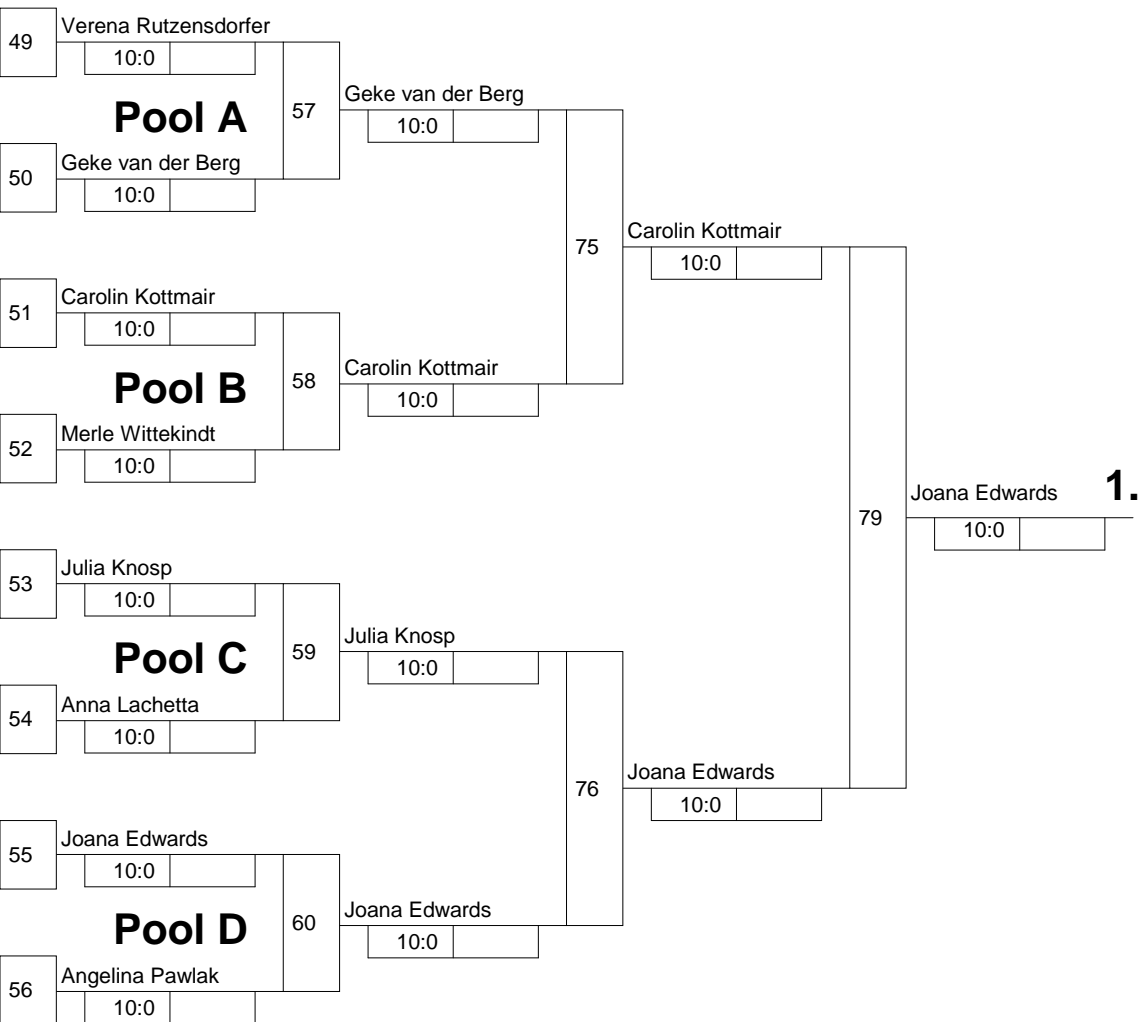 49
Verena Rutzensdorfer
10:0
Pool A
57
Geke van der Berg
10:0
50
Geke van der Berg
10:0
75
Carolin Kottmair
10:0
51
Carolin Kottmair
10:0
Pool B
58
Carolin Kottmair
10:0
52
Merle Wittekindt
10:0
79
Joana Edwards 1.
10:0
53
Julia Knosp
10:0
Pool C
59
Julia Knosp
10:0
54
Anna Lachetta
10:0
76
Joana Edwards
10:0
55
Joana Edwards
10:0
Pool D
60
Joana Edwards
10:0
56
Angelina Pawlak
10:0